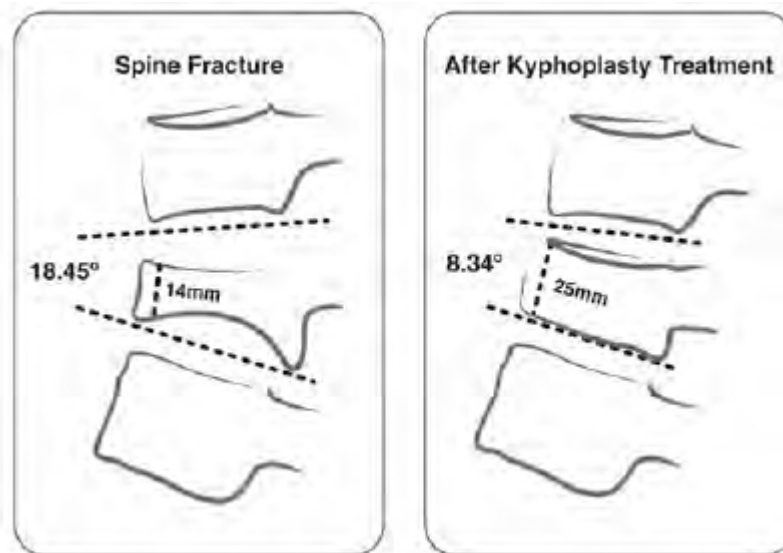 Spine Fracture
18.45°
14mm
After Kyphoplasty Treatment
8.34°
25mm